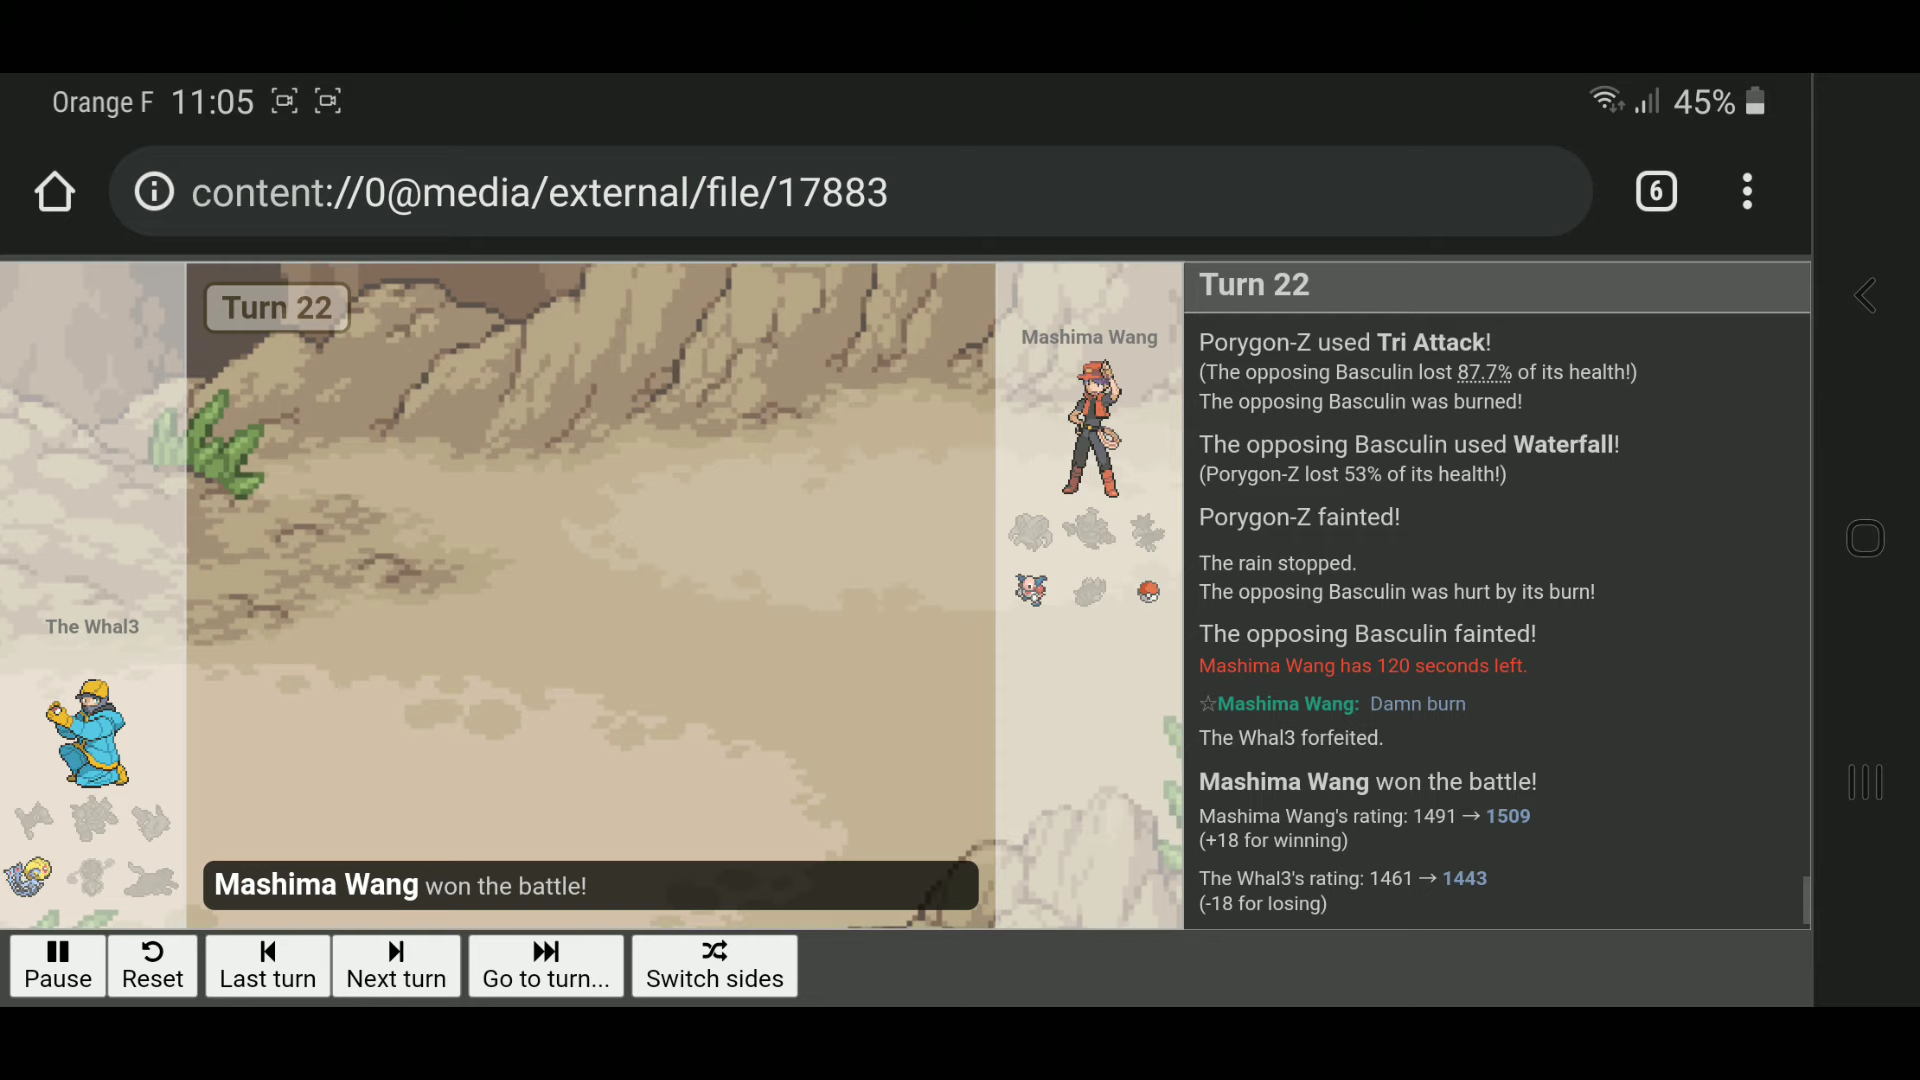 Orange F 11:05
45%
content://0@media/external/file/17883
6
Turn 22
Mashima Wang
The Whal3
Mashima Wang won the battle!
Turn 22
Porygon-Z used Tri Attack!
(The opposing Basculin lost 87.7% of its health!)
The opposing Basculin was burned!
The opposing Basculin used Waterfall!
(Porygon-Z lost 53% of its health!)
Porygon-Z fainted!
The rain stopped.
The opposing Basculin was hurt by its burn!
The opposing Basculin fainted!
Mashima Wang has 120 seconds left.
☆Mashima Wang: Damn burn
The Whal3 forfeited.
Mashima Wang won the battle!
Mashima Wang's rating: 1491 → 1509
(+18 for winning)
The Whal3's rating: 1461 → 1443
(-18 for losing)
Pause
Reset
Last turn
Next turn
Go to turn...
Switch sides